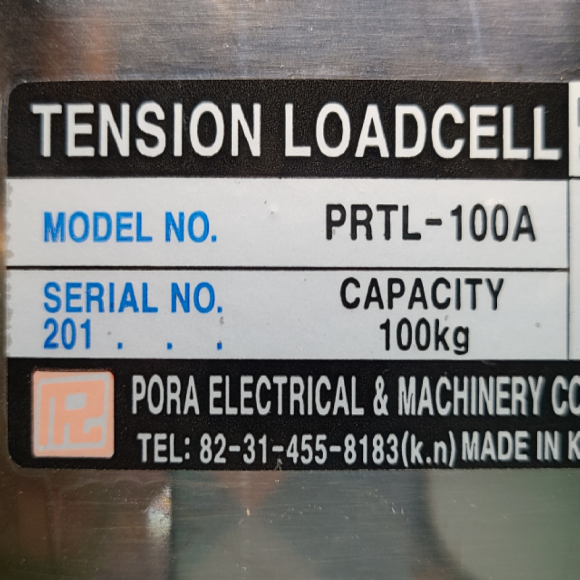 TENSION LOADCELL
MODEL NO. PRTL-100A
SERIAL NO. CAPACITY
201 . . . 100kg
PORA ELECTRICAL & MACHINERY CO
TEL: 82-31-455-8183(k.n) MADE IN K